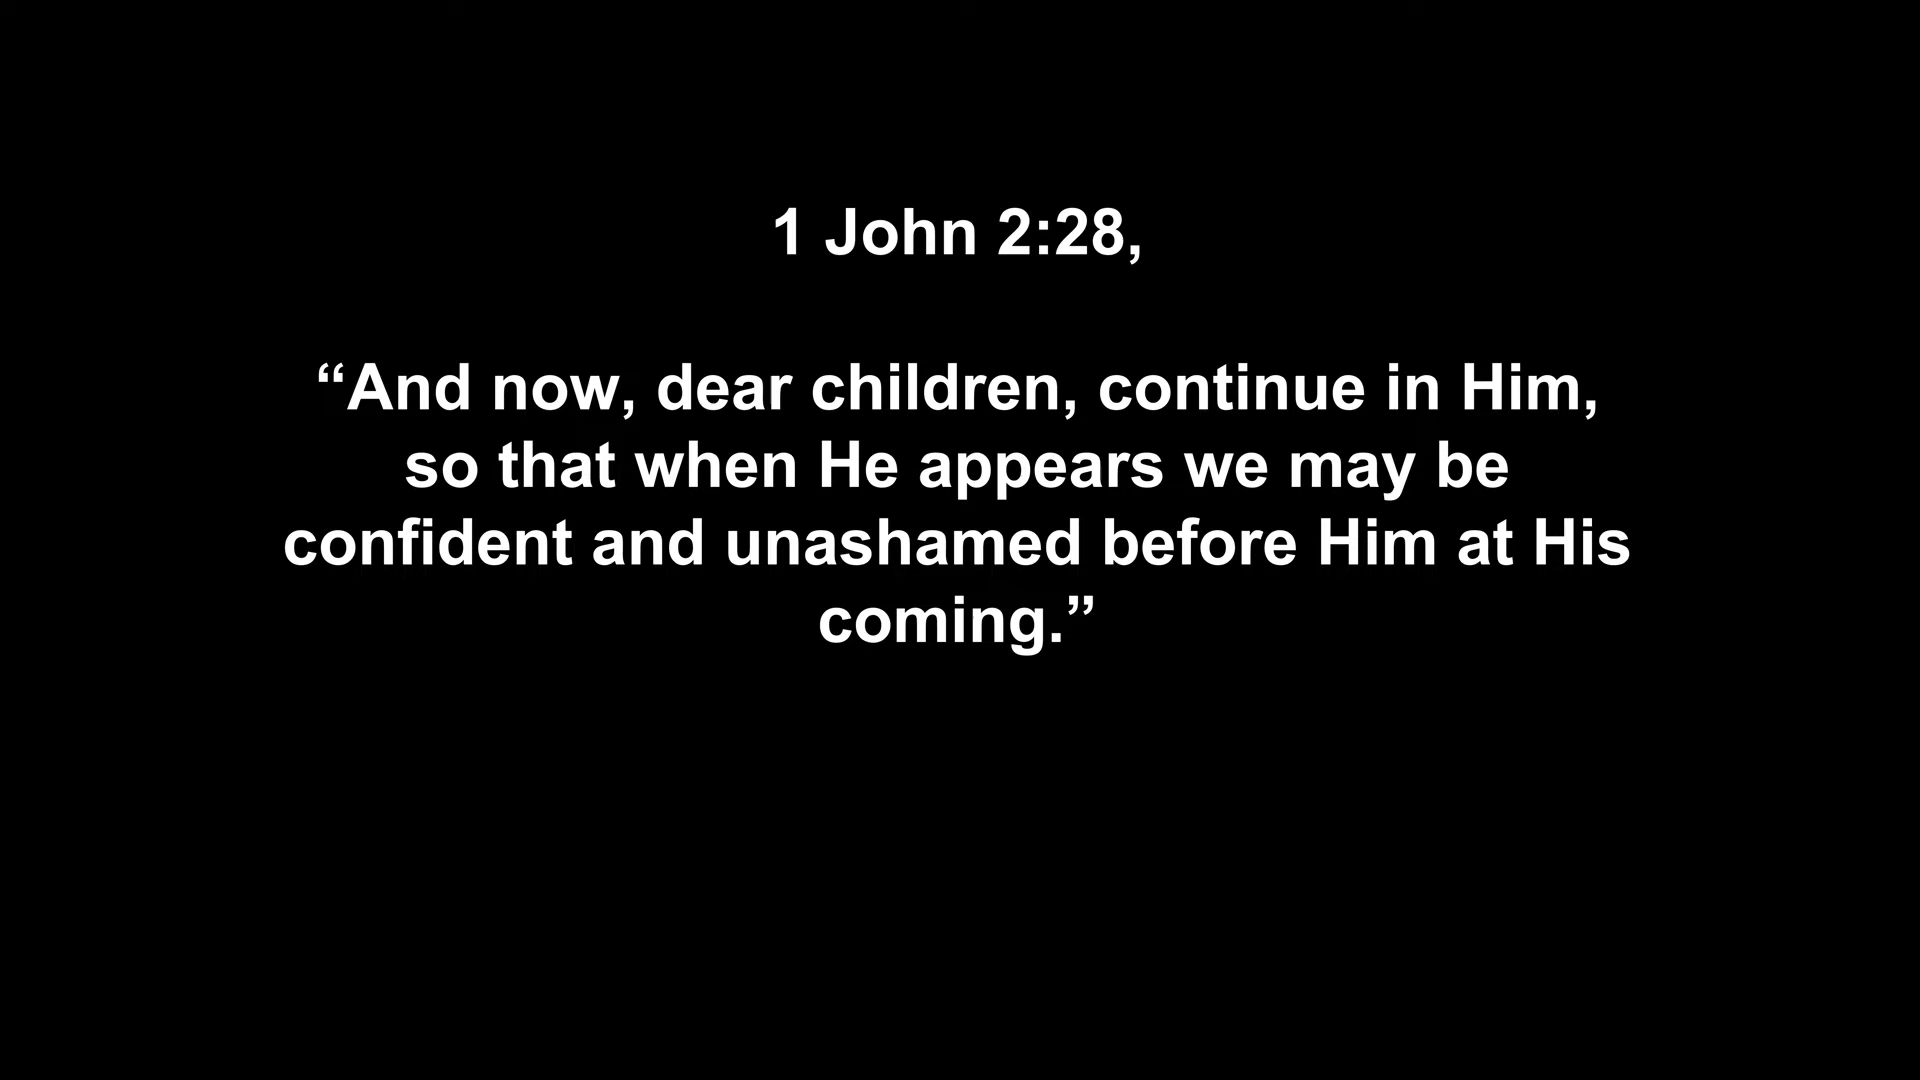 1 John 2:28,
“And now, dear children, continue in Him,
so that when He appears we may be
confident and unashamed before Him at His
coming.”